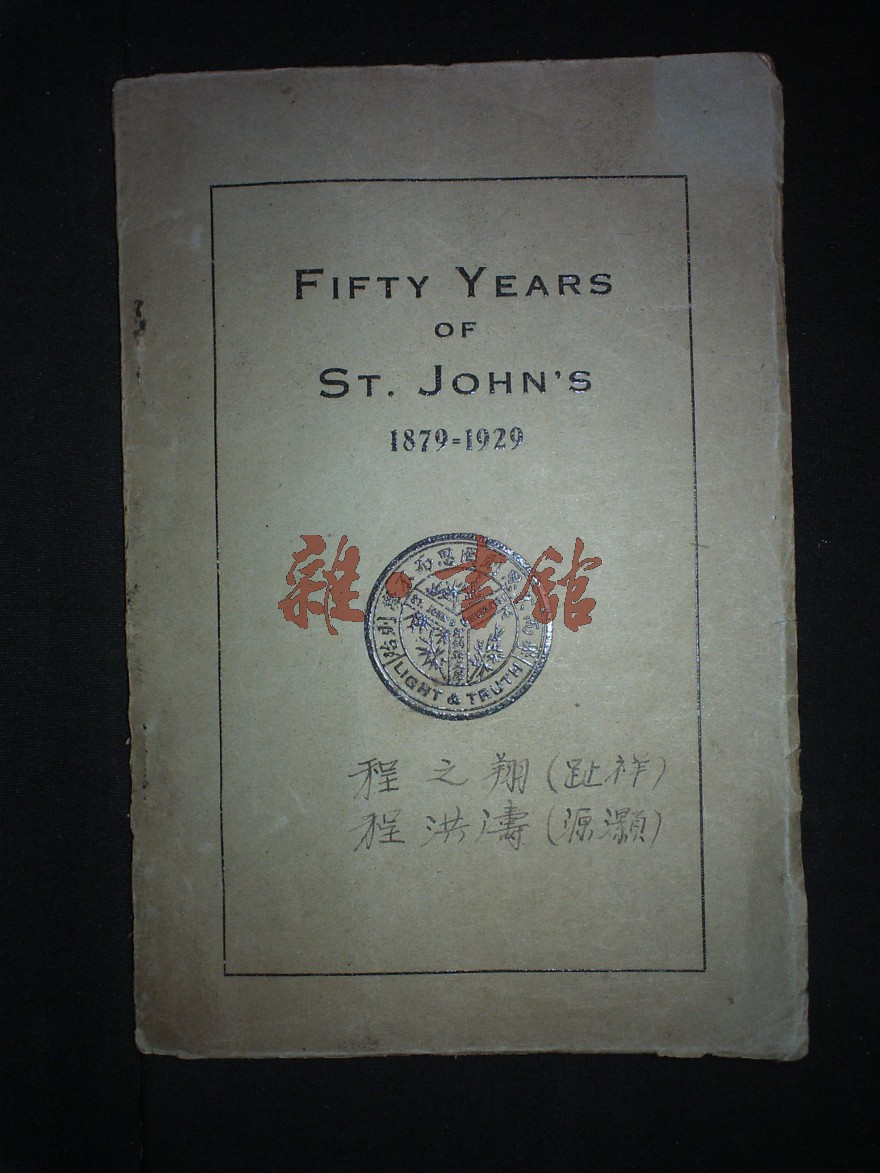 FIFTY YEARS
OF
ST. JOHN'S
1879=1929
雜·書館
LIGHT & TRUTH
程之翔(趾祥)
程洪濤(源灝)